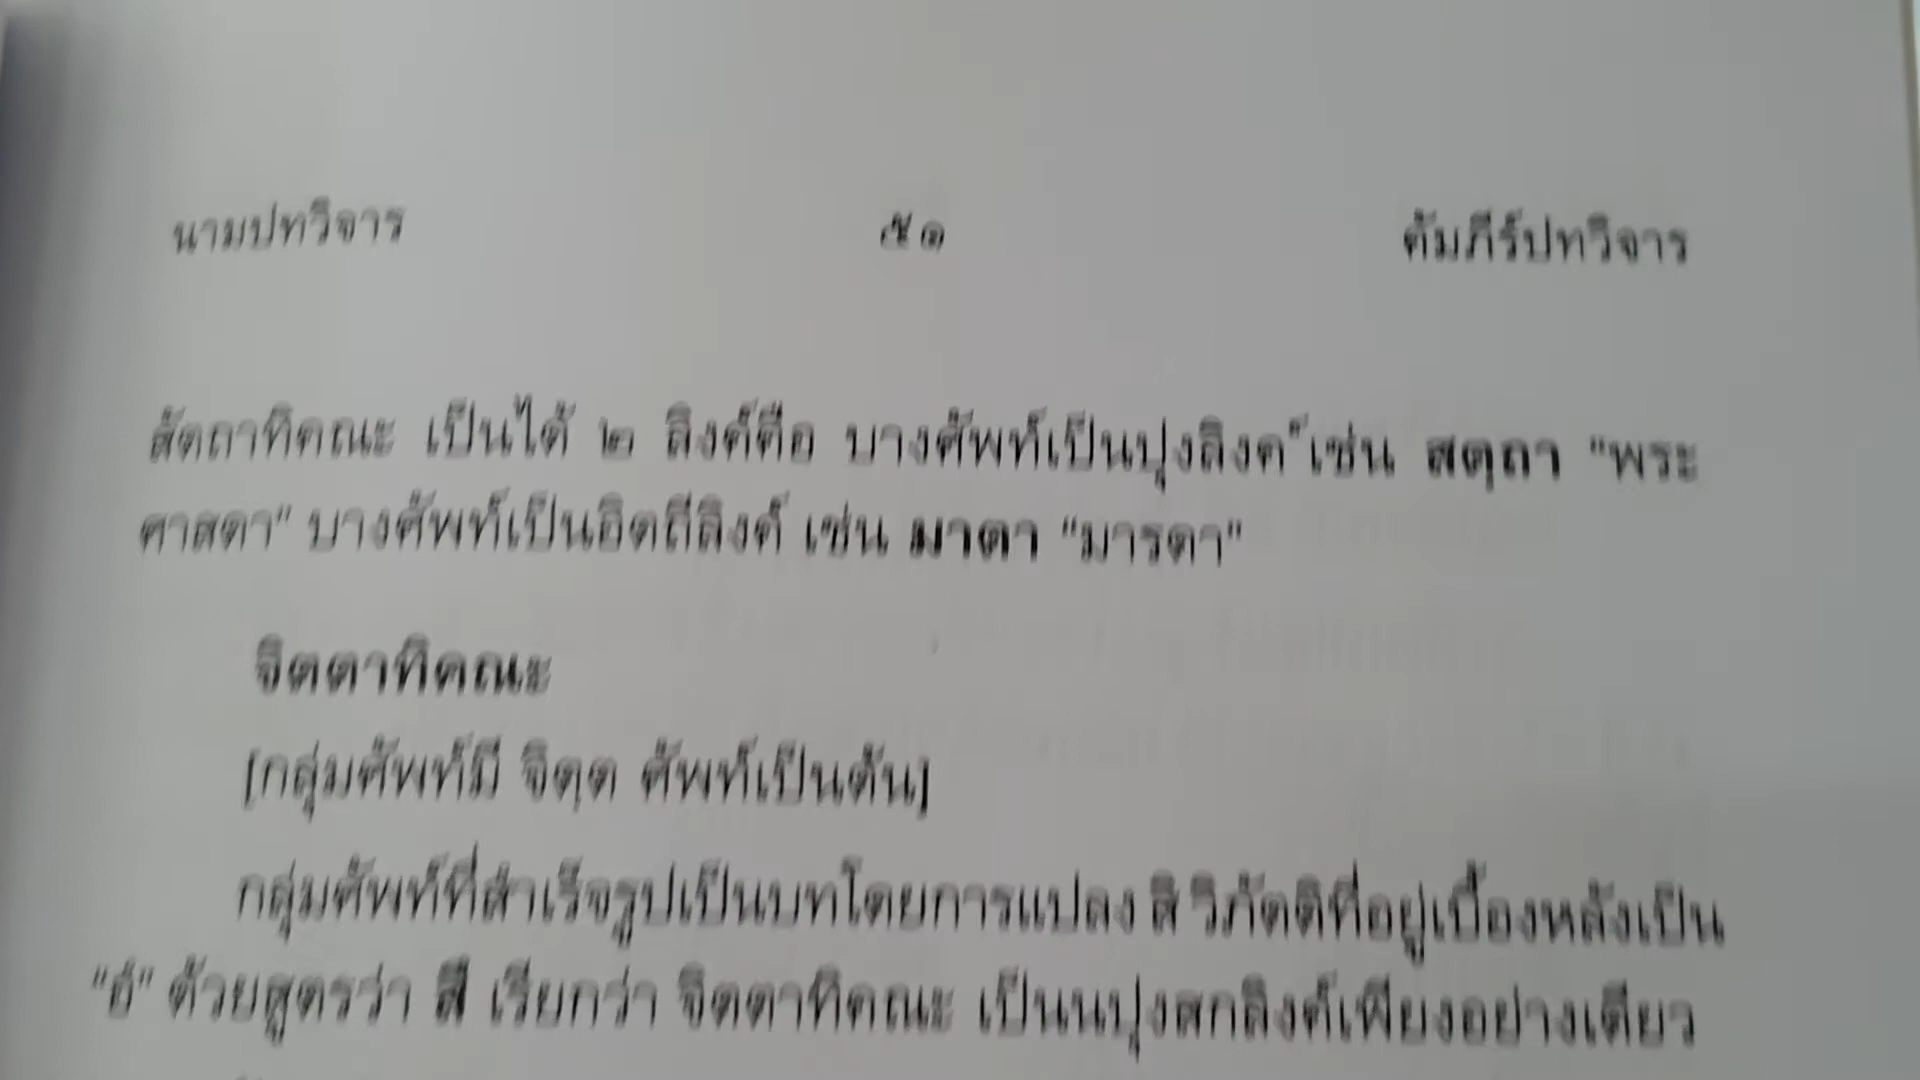 นามปทวิจาร ๕๑ คัมภีร์ปทวิจาร
สัตถาทิคณะ เป็นได้ ๒ ลิงค์คือ บางศัพท์เป็นปุงลิงค์ เช่น สตฺถา "พระ
ศาสดา" บางศัพท์เป็นอิตถีลิงค์ เช่น มาตา "มารดา"
จิตตาทิคณะ
[กลุ่มศัพท์มี จิตฺต ศัพท์เป็นต้น]
กลุ่มศัพท์ที่สำเร็จรูปเป็นบทโดยการแปลง สิ วิภัตติที่อยู่เบื้องหลังเป็น
"อํ" ด้วยสูตรว่า สึ เรียกว่า จิตตาทิคณะ เป็นนปุงสกลิงค์เพียงอย่างเดียว